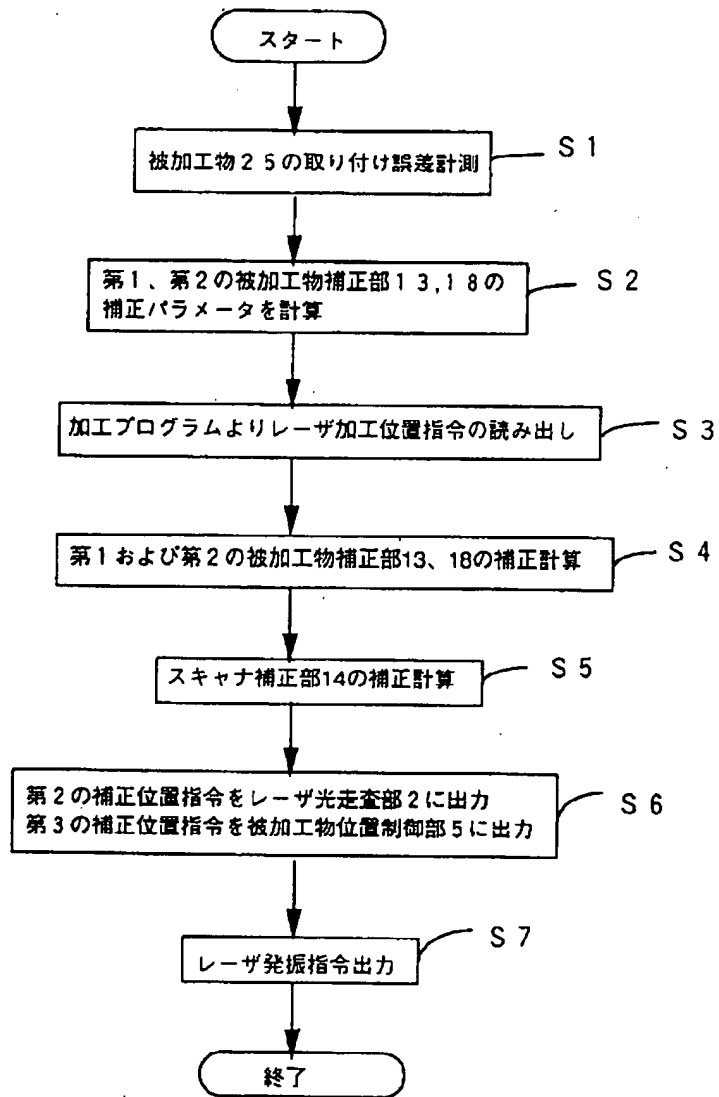 スタート
被加工物25の取り付け誤差計測
S1
第1、第2の被加工物補正部13,18の
補正パラメータを計算
S2
加工プログラムよりレーザ加工位置指令の読み出し
S3
第1および第2の被加工物補正部13、18の補正計算
S4
スキャナ補正部14の補正計算
S5
第2の補正位置指令をレーザ光走査部2に出力
第3の補正位置指令を被加工物位置制御部5に出力
S6
レーザ発振指令出力
S7
終了